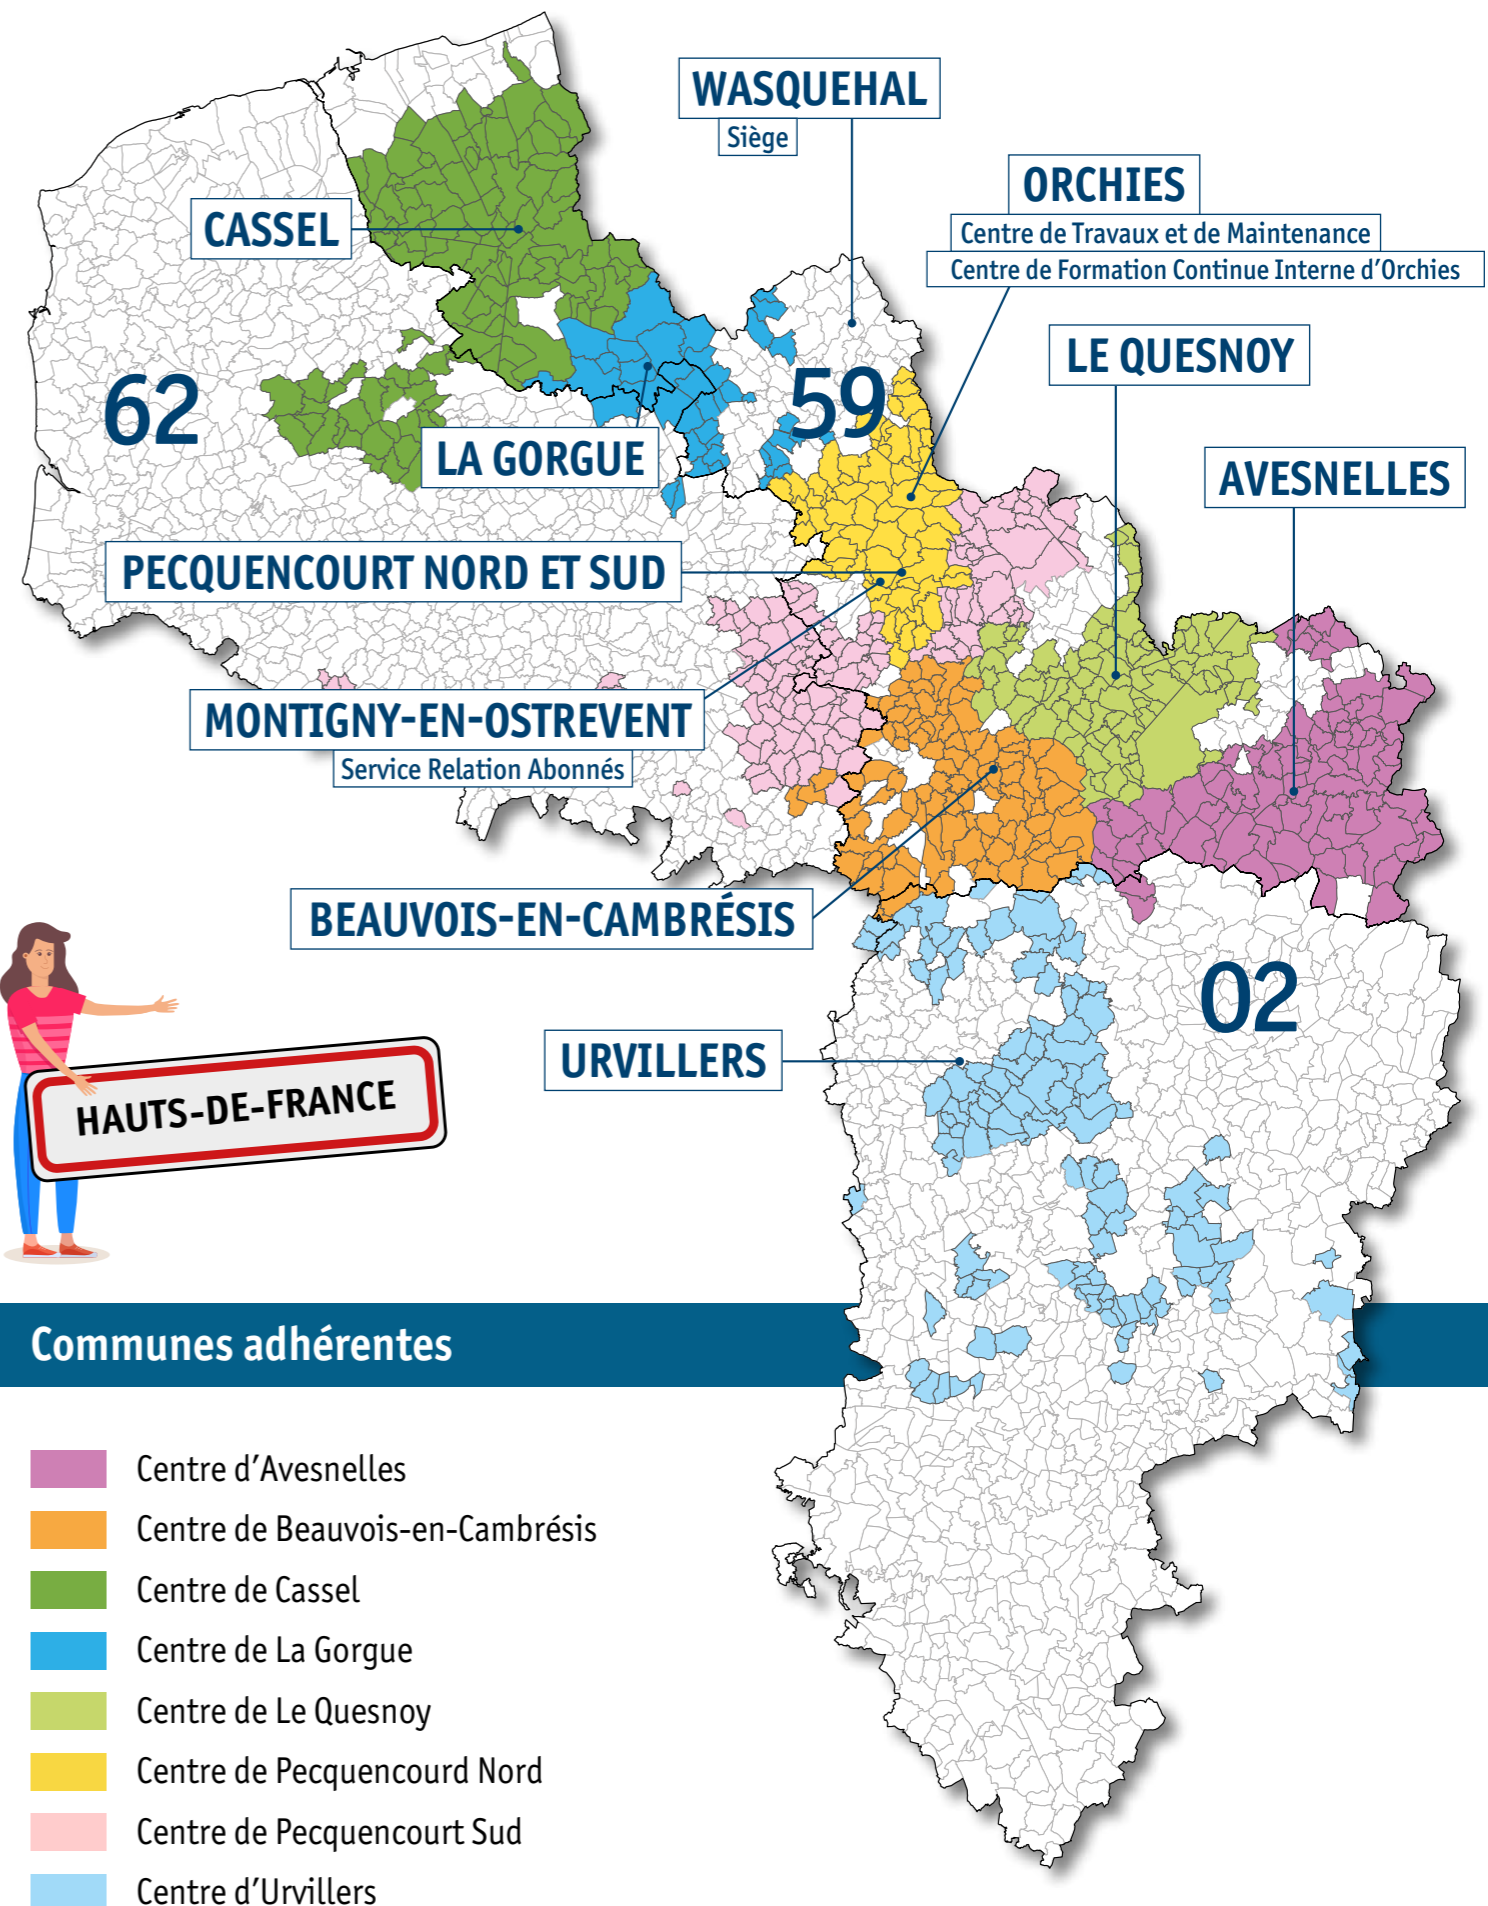 WASQUEHAL
Siège
ORCHIES
Centre de Travaux et de Maintenance
Centre de Formation Continue Interne d'Orchies
CASSEL
LE QUESNOY
62
59
LA GORGUE
AVESNELLES
PECQUENCOURT NORD ET SUD
MONTIGNY-EN-OSTREVENT
Service Relation Abonnés
BEAUVOIS-EN-CAMBRÉSIS
02
URVILLERS
HAUTS-DE-FRANCE
Communes adhérentes
Centre d'Avesnelles
Centre de Beauvois-en-Cambrésis
Centre de Cassel
Centre de La Gorgue
Centre de Le Quesnoy
Centre de Pecquencourd Nord
Centre de Pecquencourt Sud
Centre d'Urvillers